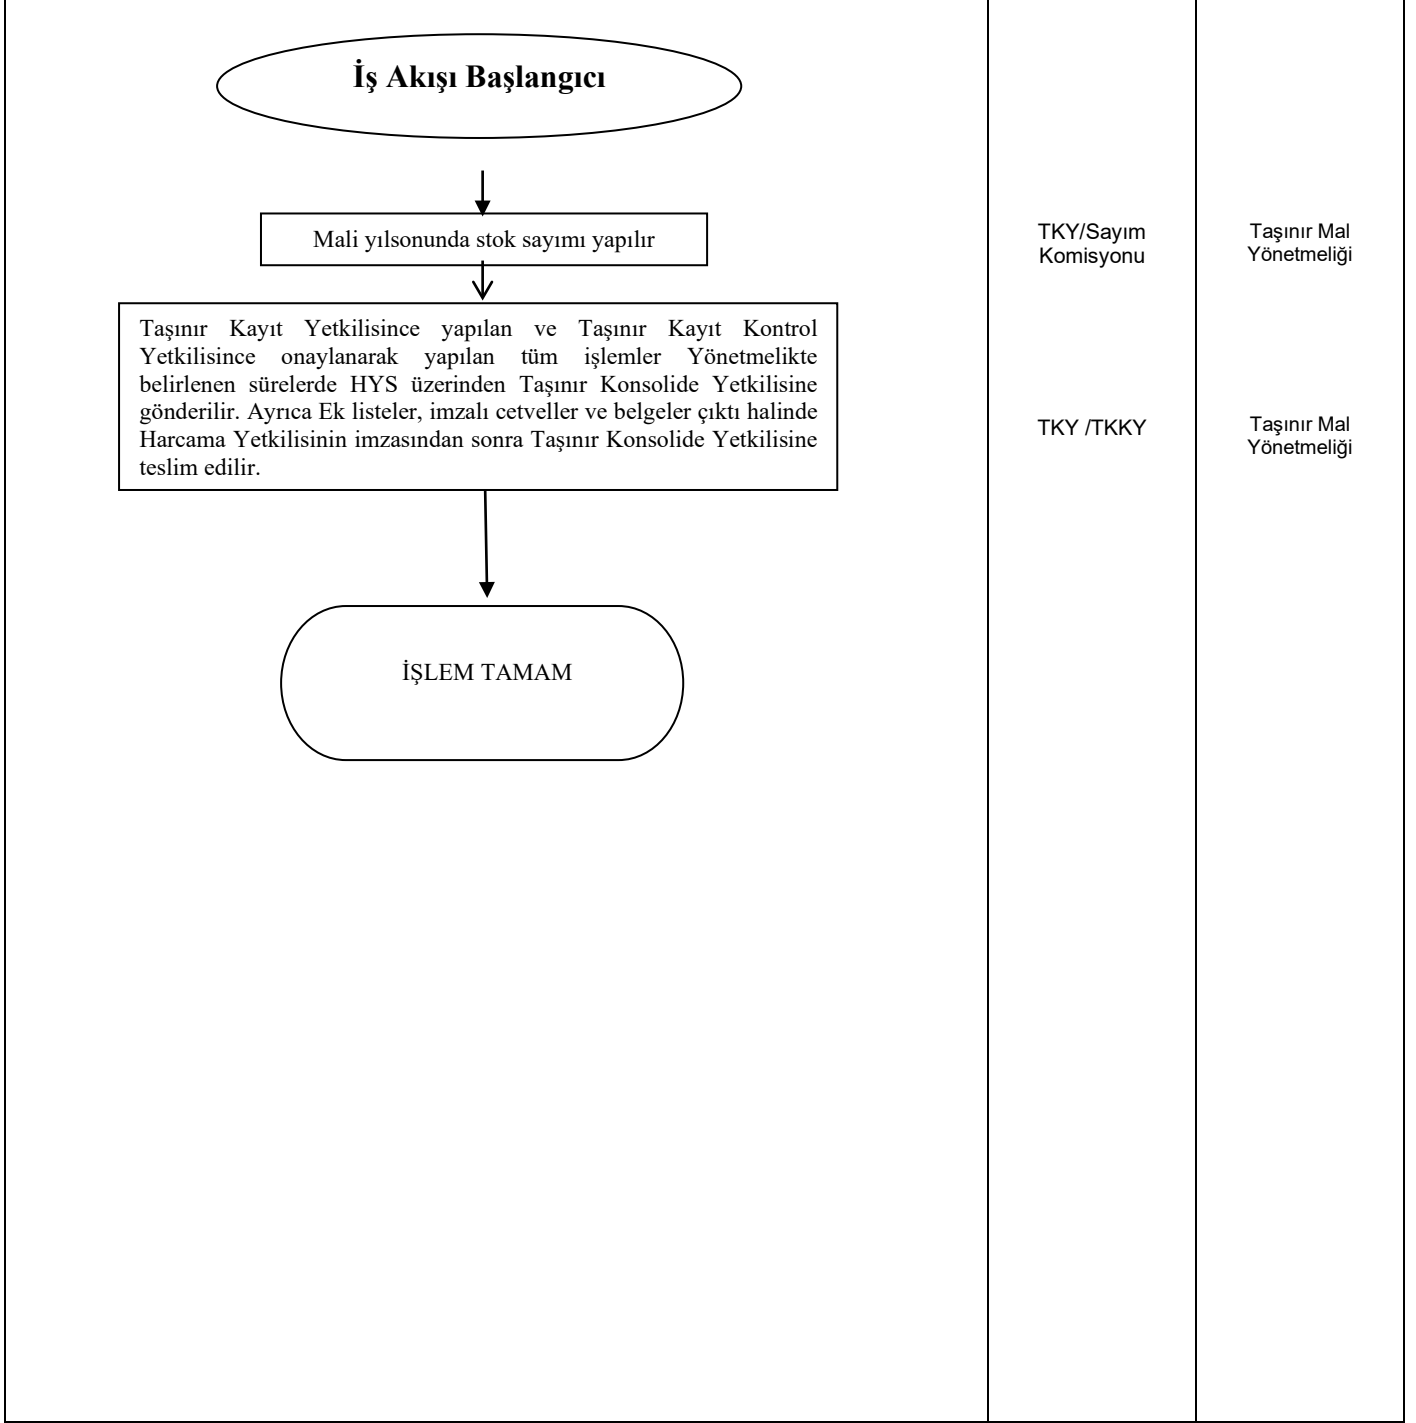 İş Akışı Başlangıcı
Mali yılsonunda stok sayımı yapılır
TKY/Sayım
Komisyonu
Taşınır Mal
Yönetmeliği
Taşınır Kayıt Yetkilisince yapılan ve Taşınır Kayıt Kontrol
Yetkilisince onaylanarak yapılan tüm işlemler Yönetmelikte
belirlenen sürelerde HYS üzerinden Taşınır Konsolide Yetkilisine
gönderilir. Ayrıca Ek listeler, imzalı cetveller ve belgeler çıktı halinde
Harcama Yetkilisinin imzasından sonra Taşınır Konsolide Yetkilisine
teslim edilir.
TKY /TKKY
Taşınır Mal
Yönetmeliği
İŞLEM TAMAM